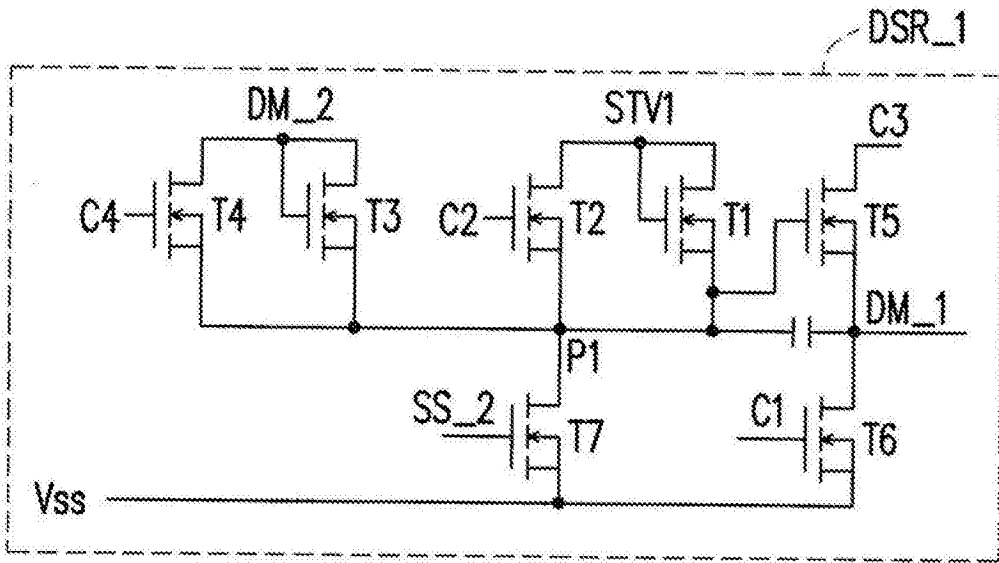 DSR_1
DM_2
STV1
C3
C4
T4
T3
C2
T2
T1
T5
DM_1
P1
SS_2
T7
C1
T6
Vss